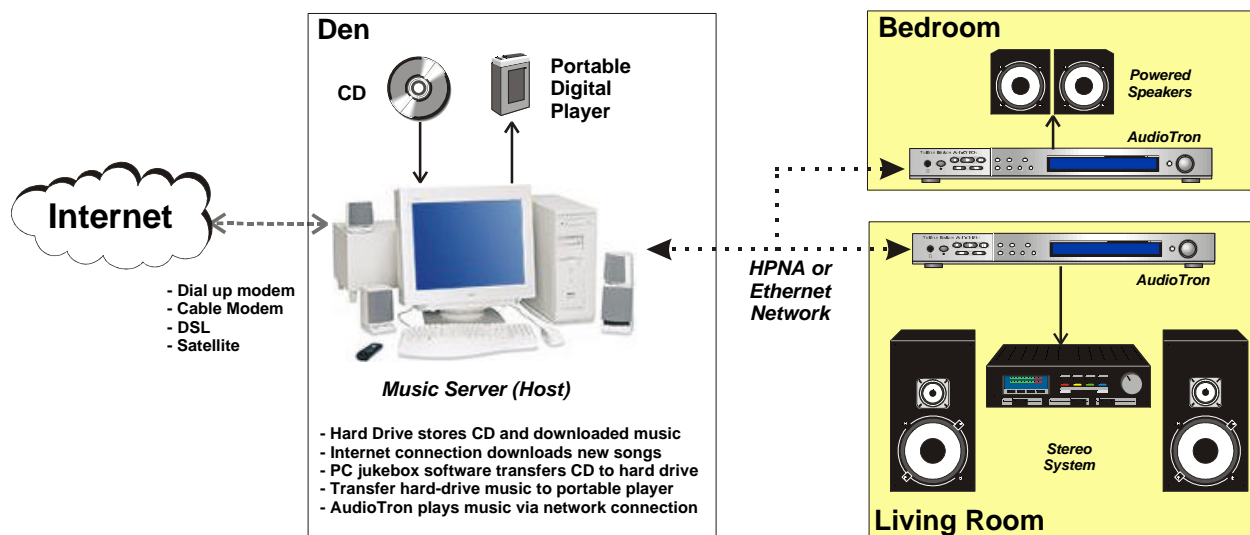 Den
CD
Portable
Digital
Player
Internet
- Dial up modem
- Cable Modem
- DSL
- Satellite
Music Server (Host)
- Hard Drive stores CD and downloaded music
- Internet connection downloads new songs
- PC jukebox software transfers CD to hard drive
- Transfer hard-drive music to portable player
- AudioTron plays music via network connection
HPNA or
Ethernet
Network
Bedroom
Powered
Speakers
AudioTron
AudioTron
Stereo
System
Living Room